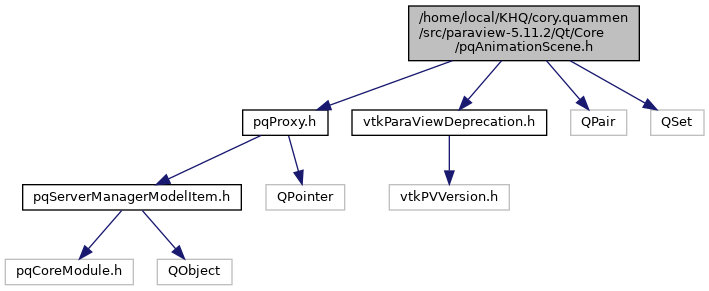 /home/local/KHQ/cory.quammen
/src/paraview-5.11.2/Qt/Core
/pqAnimationScene.h
pqProxy.h
vtkParaViewDeprecation.h
QPair
QSet
pqServerManagerModelItem.h
QPointer
vtkPVVersion.h
pqCoreModule.h
QObject